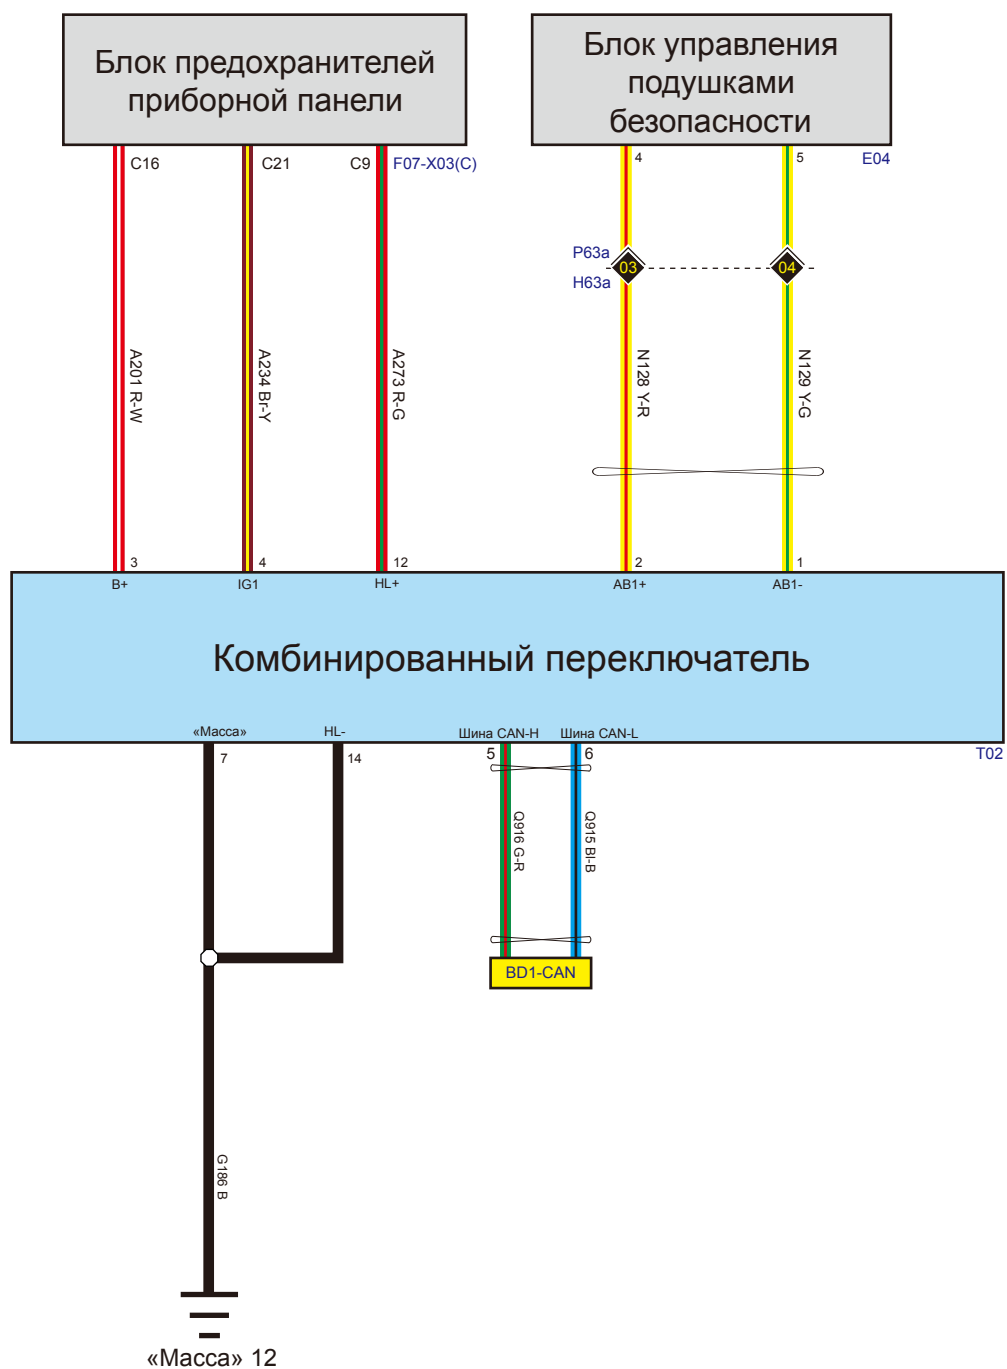 Блок предохранителей
приборной панели
Блок управления
подушками
безопасности
C16
C21
C9
F07-X03(C)
4
5
E04
P63a
H63a
03
04
A201 R-W
A234 Br-Y
A273 R-G
N128 Y-R
N129 Y-G
3
4
12
2
1
B+
IG1
HL+
AB1+
AB1-
Комбинированный переключатель
«Масса»
HL-
Шина CAN-H
Шина CAN-L
7
14
5
6
T02
Q916 G-R
Q915 Bl-B
BD1-CAN
G186 B
«Масса» 12